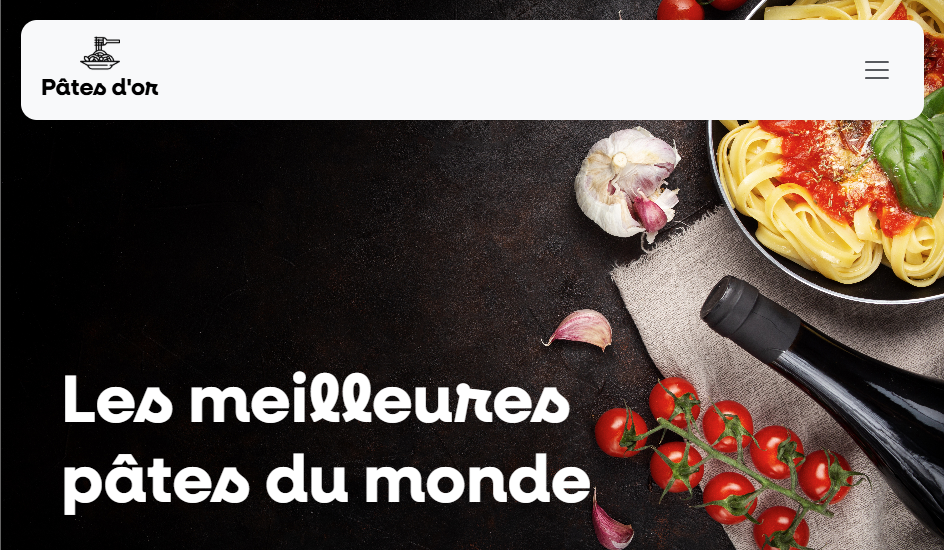 Pâtes d'or
Les meilleures
pâtes du monde